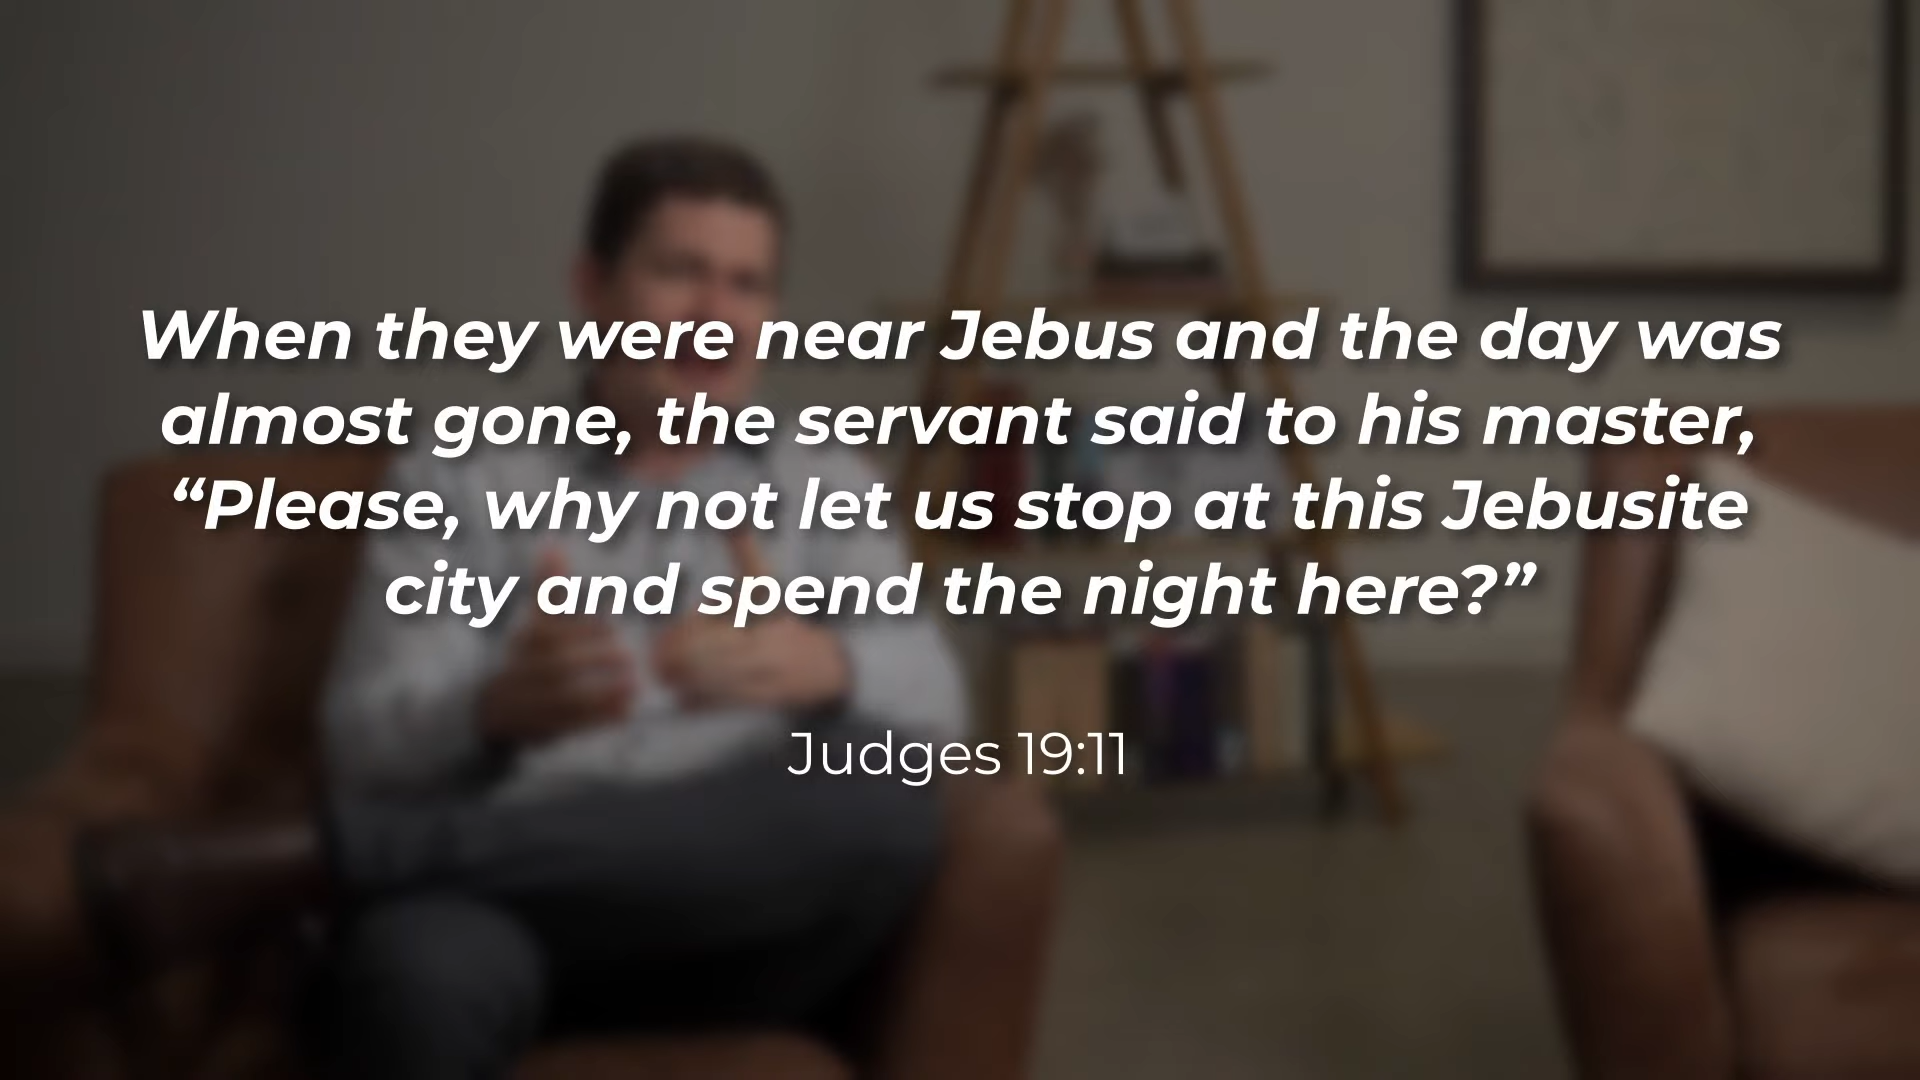 When they were near Jebus and the day was
almost gone, the servant said to his master,
“Please, why not let us stop at this Jebusite
city and spend the night here?”
Judges 19:11